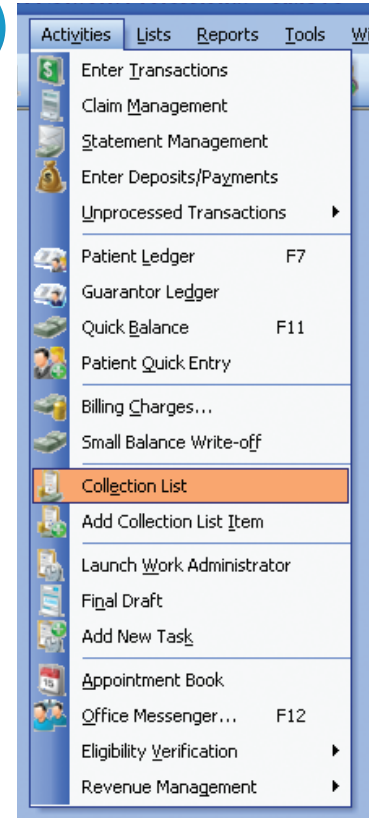 Activities Lists Reports Tools Wi
Enter Transactions
Claim Management
Statement Management
Enter Deposits/Payments
Unprocessed Transactions
Patient Ledger F7
Guarantor Ledger
Quick Balance F11
Patient Quick Entry
Billing Charges...
Small Balance Write-off
Collection List
Add Collection List Item
Launch Work Administrator
Final Draft
Add New Task
15
Appointment Book
Office Messenger... F12
Eligibility Verification
Revenue Management